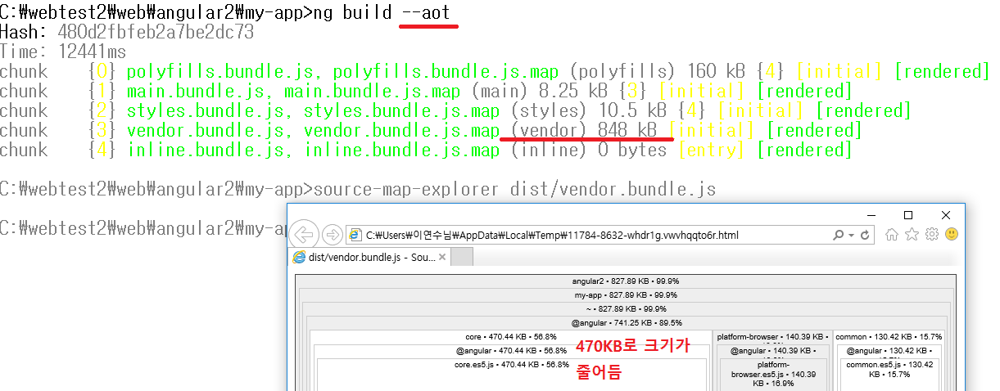 C:₩webtest2₩web₩angular2₩my-app>ng build --aot
Hash: 480d2fbfeb2a7be2dc73
Time: 12441ms
chunk    {0} polyfills.bundle.js, polyfills.bundle.js.map (polyfills) 160 kB {4} [initial] [rendered]
chunk    {1} main.bundle.js, main.bundle.js.map (main) 8.25 kB {3} [initial] [rendered]
chunk    {2} styles.bundle.js, styles.bundle.js.map (styles) 10.5 kB {4} [initial] [rendered]
chunk    {3} vendor.bundle.js, vendor.bundle.js.map (vendor) 848 kB [initial] [rendered]
chunk    {4} inline.bundle.js, inline.bundle.js.map (inline) 0 bytes [entry] [rendered]
C:₩webtest2₩web₩angular2₩my-app>source-map-explorer dist/vendor.bundle.js
C:₩webtest2₩web₩angular2₩my-ap
C:₩Users₩이연수님₩AppData₩Local₩Temp₩11784-8632-whdr1g.vwvhqqto6r.html
dist/vendor.bundle.js - Sou...
angular2 • 827.89 KB • 99.9%
my-app • 827.89 KB • 99.9%
~ • 827.89 KB • 99.9%
@angular • 741.25 KB • 89.5%
core • 470.44 KB • 56.8%
@angular • 470.44 KB • 56.8%
core.es5.js • 470.44 KB • 56.8%
470KB로 크기가
줄어듬
platform-browser • 140.39 KB •
@angular • 140.39 KB •
platform-
browser.es5.js • 140.39
KB • 16.9%
common • 130.42 KB • 15.7%
@angular • 130.42 KB •
common.es5.js • 130.42
KB • 15.7%